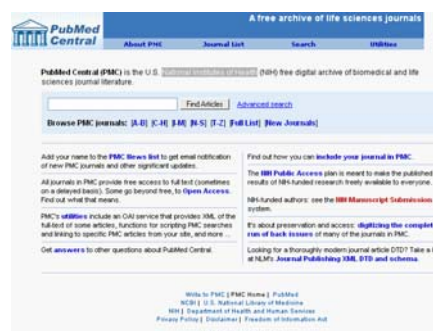 PubMed
Central
A free archive of life sciences journals
About PMC Journal List Search Utilities
PubMed Central (PMC) is the U.S. National Institutes of Health (NIH) free digital archive of biomedical and life
sciences journal literature.
Find Articles Advanced search
Browse PMC journals: [A-B] [C-H] [I-M] [N-S] [T-Z] [Full List] [New Journals]
Add your name to the PMC News list to get email notification
of new PMC journals and other significant updates.
All journals in PMC provide free access to full text (sometimes
on a delayed basis). Some go beyond free, to Open Access.
Find out what that means.
PMC's utilities include an OAI service that provides XML of the
full-text of some articles, functions for scripting PMC searches
and linking to specific PMC articles from your site, and more ...
Get answers to other questions about PubMed Central.
Find out how you can include your journal in PMC.
The NIH Public Access plan is meant to make the published
results of NIH-funded research freely available to everyone.
NIH-funded authors: see the NIH Manuscript Submission
system.
It's about preservation and access: digitizing the complet
run of back issues of many of the journals in PMC.
Looking for a thoroughly modern journal article DTD? Take a l
at NLM's Journal Publishing XML DTD and schema.
Write to PMC | PMC Home | PubMed
NCBI | U.S. National Library of Medicine
NIH | Department of Health and Human Services
Privacy Policy | Disclaimer | Freedom of Information Act